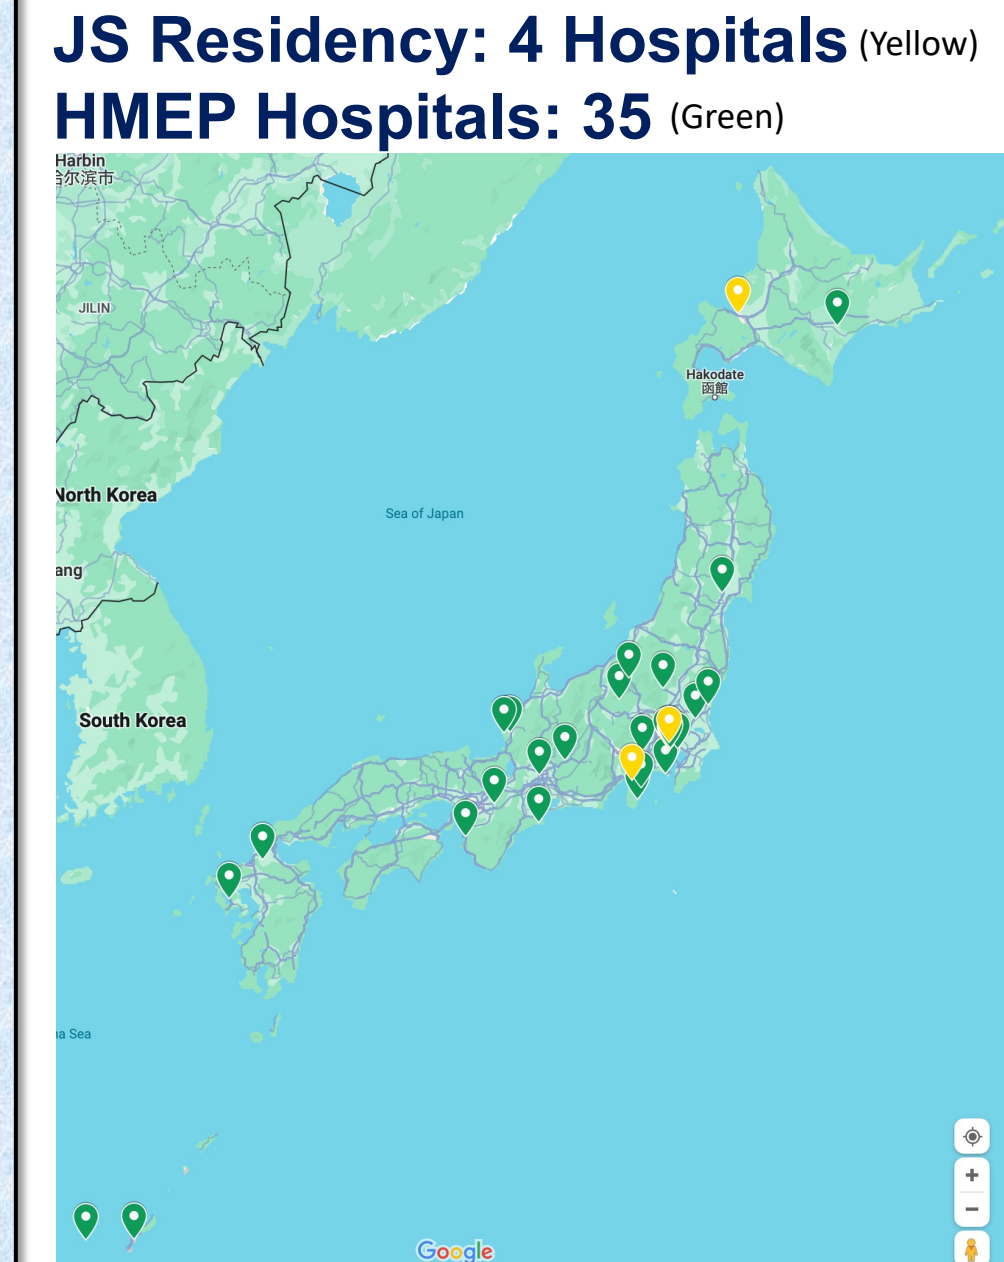 JS Residency: 4 Hospitals (Yellow)
HMEP Hospitals: 35 (Green)
Harbin
哈尔滨市
JILIN
Hakodate
函館
North Korea
Sea of Japan
ang
South Korea
na Sea
Google
+
−